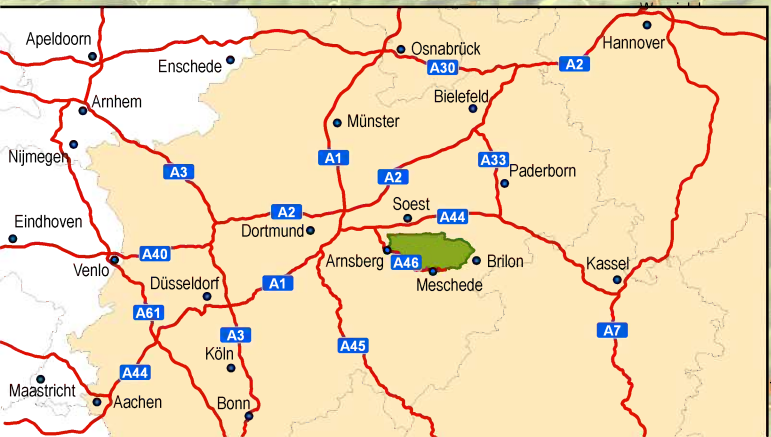 Apeldoorn
Osnabrück
Hannover
Enschede
A30
A2
Bielefeld
Arnhem
Münster
Nijmegen
A3
A1
A2
A33
Paderborn
Soest
A2
A44
Eindhoven
Dortmund
A40
Arnsberg
A46
Brilon
Kassel
Venlo
Meschede
Düsseldorf
A1
A61
A3
A7
A45
Köln
A44
Maastricht
Aachen
Bonn